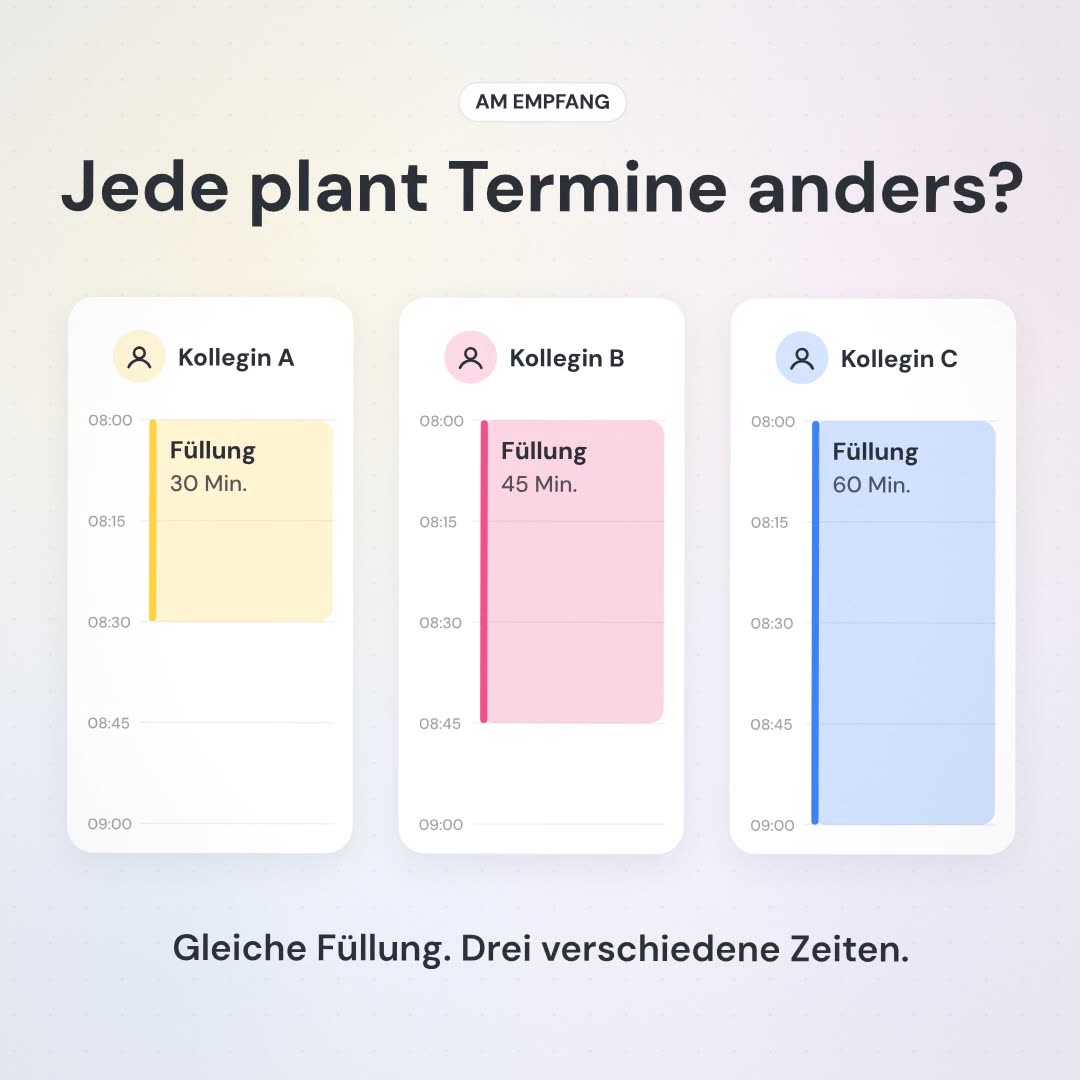 AM EMPFANG
Jede plant Termine anders?
Kollegin A
08:00
Füllung
30 Min.
08:15
08:30
08:45
09:00
Kollegin B
08:00
Füllung
45 Min.
08:15
08:30
08:45
09:00
Kollegin C
08:00
Füllung
60 Min.
08:15
08:30
08:45
09:00
Gleiche Füllung. Drei verschiedene Zeiten.